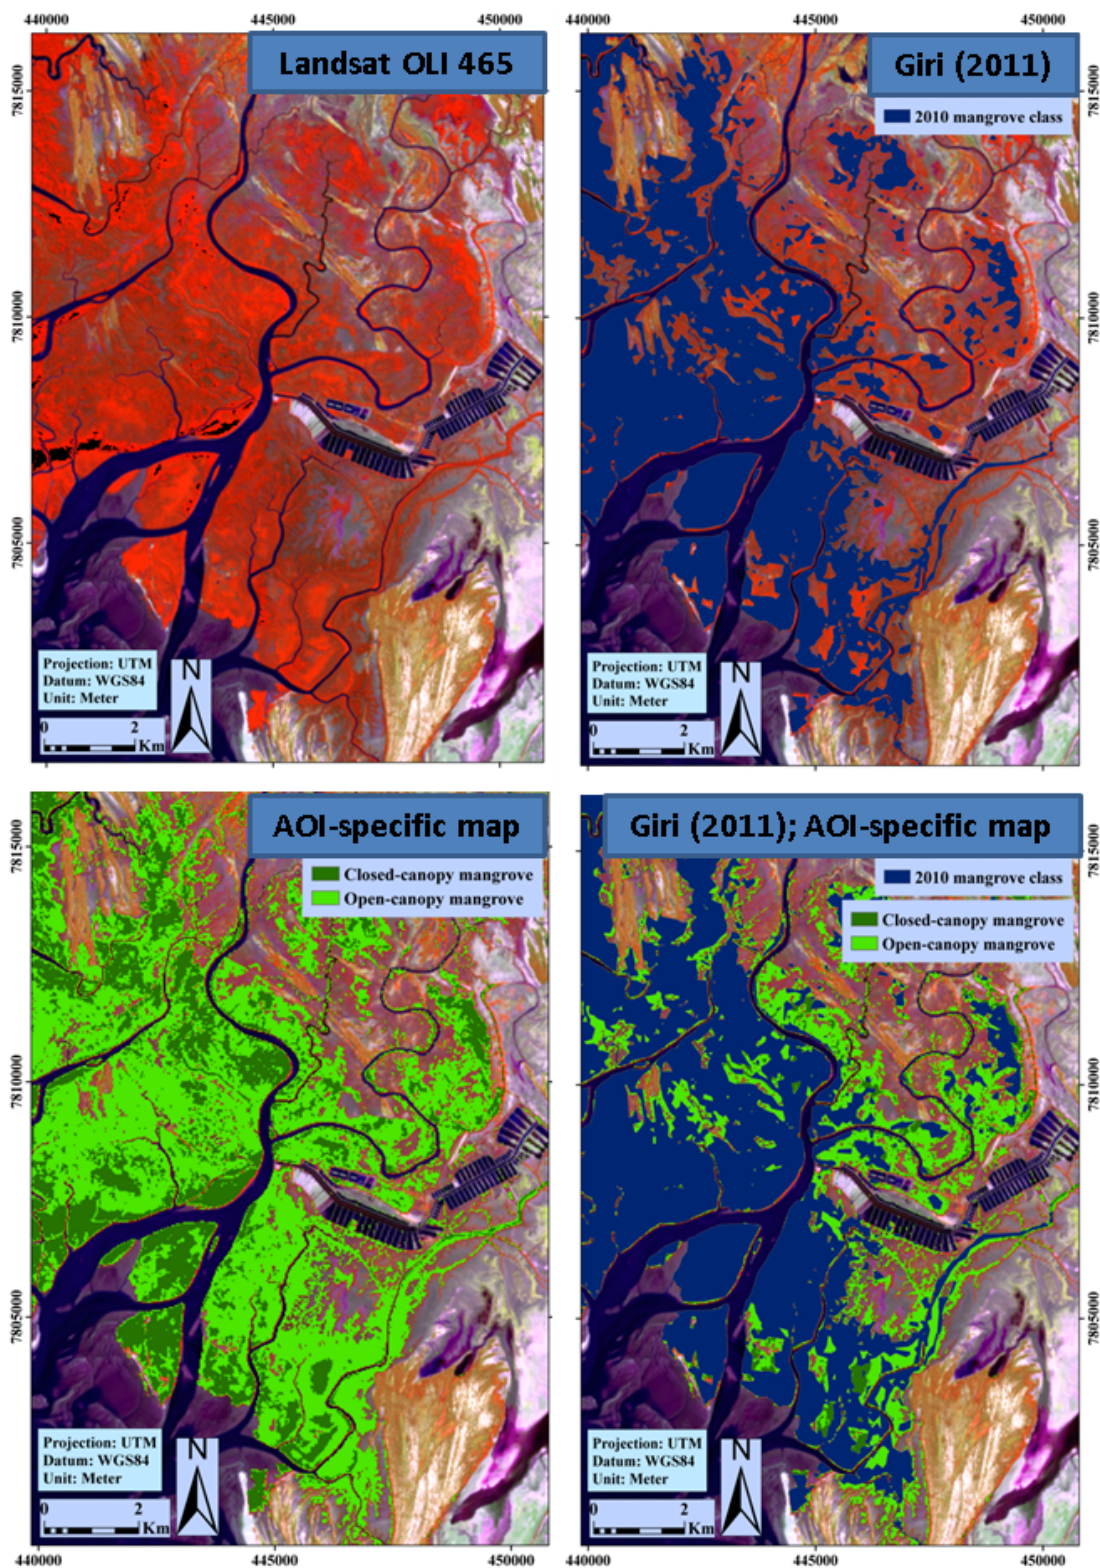 440000 445000 450000
440000 445000 450000
Landsat OLI 465
7815000
7810000
7805000
Projection: UTM
Datum: WGS84
Unit: Meter
N
0 2
Km
Giri (2011)
2010 mangrove class
7815000
7810000
7805000
Projection: UTM
Datum: WGS84
Unit: Meter
N
0 2
Km
AOI-specific map
Closed-canopy mangrove
Open-canopy mangrove
7815000
7810000
7805000
Projection: UTM
Datum: WGS84
Unit: Meter
N
0 2
Km
Giri (2011); AOI-specific map
2010 mangrove class
Closed-canopy mangrove
Open-canopy mangrove
7815000
7810000
7805000
Projection: UTM
Datum: WGS84
Unit: Meter
N
0 2
Km
440000 445000 450000
440000 445000 450000